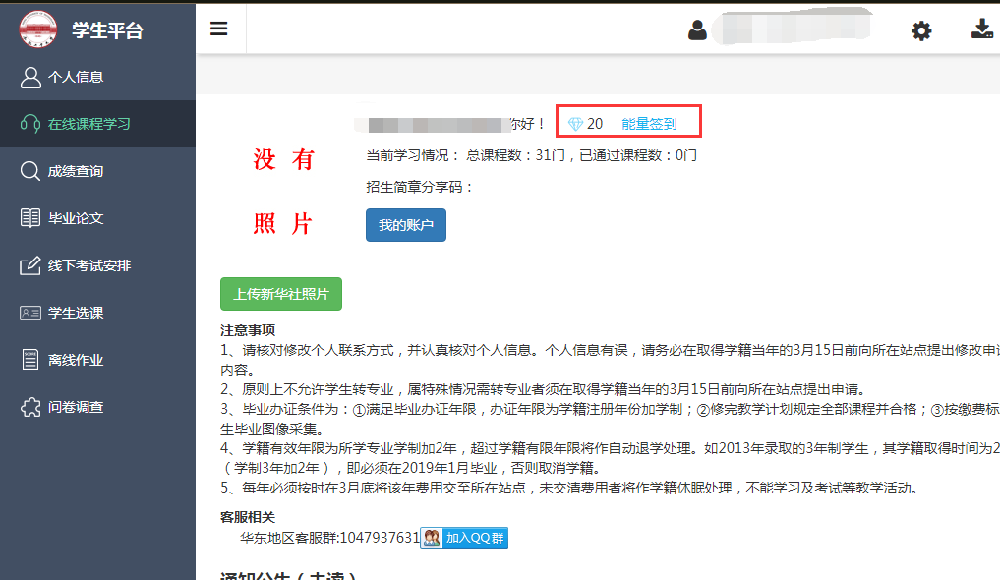 学生平台
个人信息
在线课程学习
成绩查询
毕业论文
线下考试安排
学生选课
离线作业
问卷调查
你好！ 20 能量签到
没 有
照 片
当前学习情况： 总课程数：31门，已通过课程数：0门
招生简章分享码：
我的账户
上传新华社照片
注意事项
1、请核对修改个人联系方式，并认真核对个人信息。个人信息有误，请务必在取得学籍当年的3月15日前向所在站点提出修改申
内容。
2、原则上不允许学生转专业，属特殊情况需转专业者须在取得学籍当年的3月15日前向所在站点提出申请。
3、毕业办证条件为：①满足毕业办证年限，办证年限为学籍注册年份加学制；②修完教学计划规定全部课程并合格；③按缴费标
生毕业图像采集。
4、学籍有效年限为所学专业学制加2年，超过学籍有限年限将作自动退学处理。如2013年录取的3年制学生，其学籍取得时间为2
（学制3年加2年），即必须在2019年1月毕业，否则取消学籍。
5、每年必须按时在3月底将该年费用交至所在站点，未交清费用者将作学籍休眠处理，不能学习及考试等教学活动。
客服相关
华东地区客服群:1047937631 加入QQ群
通知公告（未读）